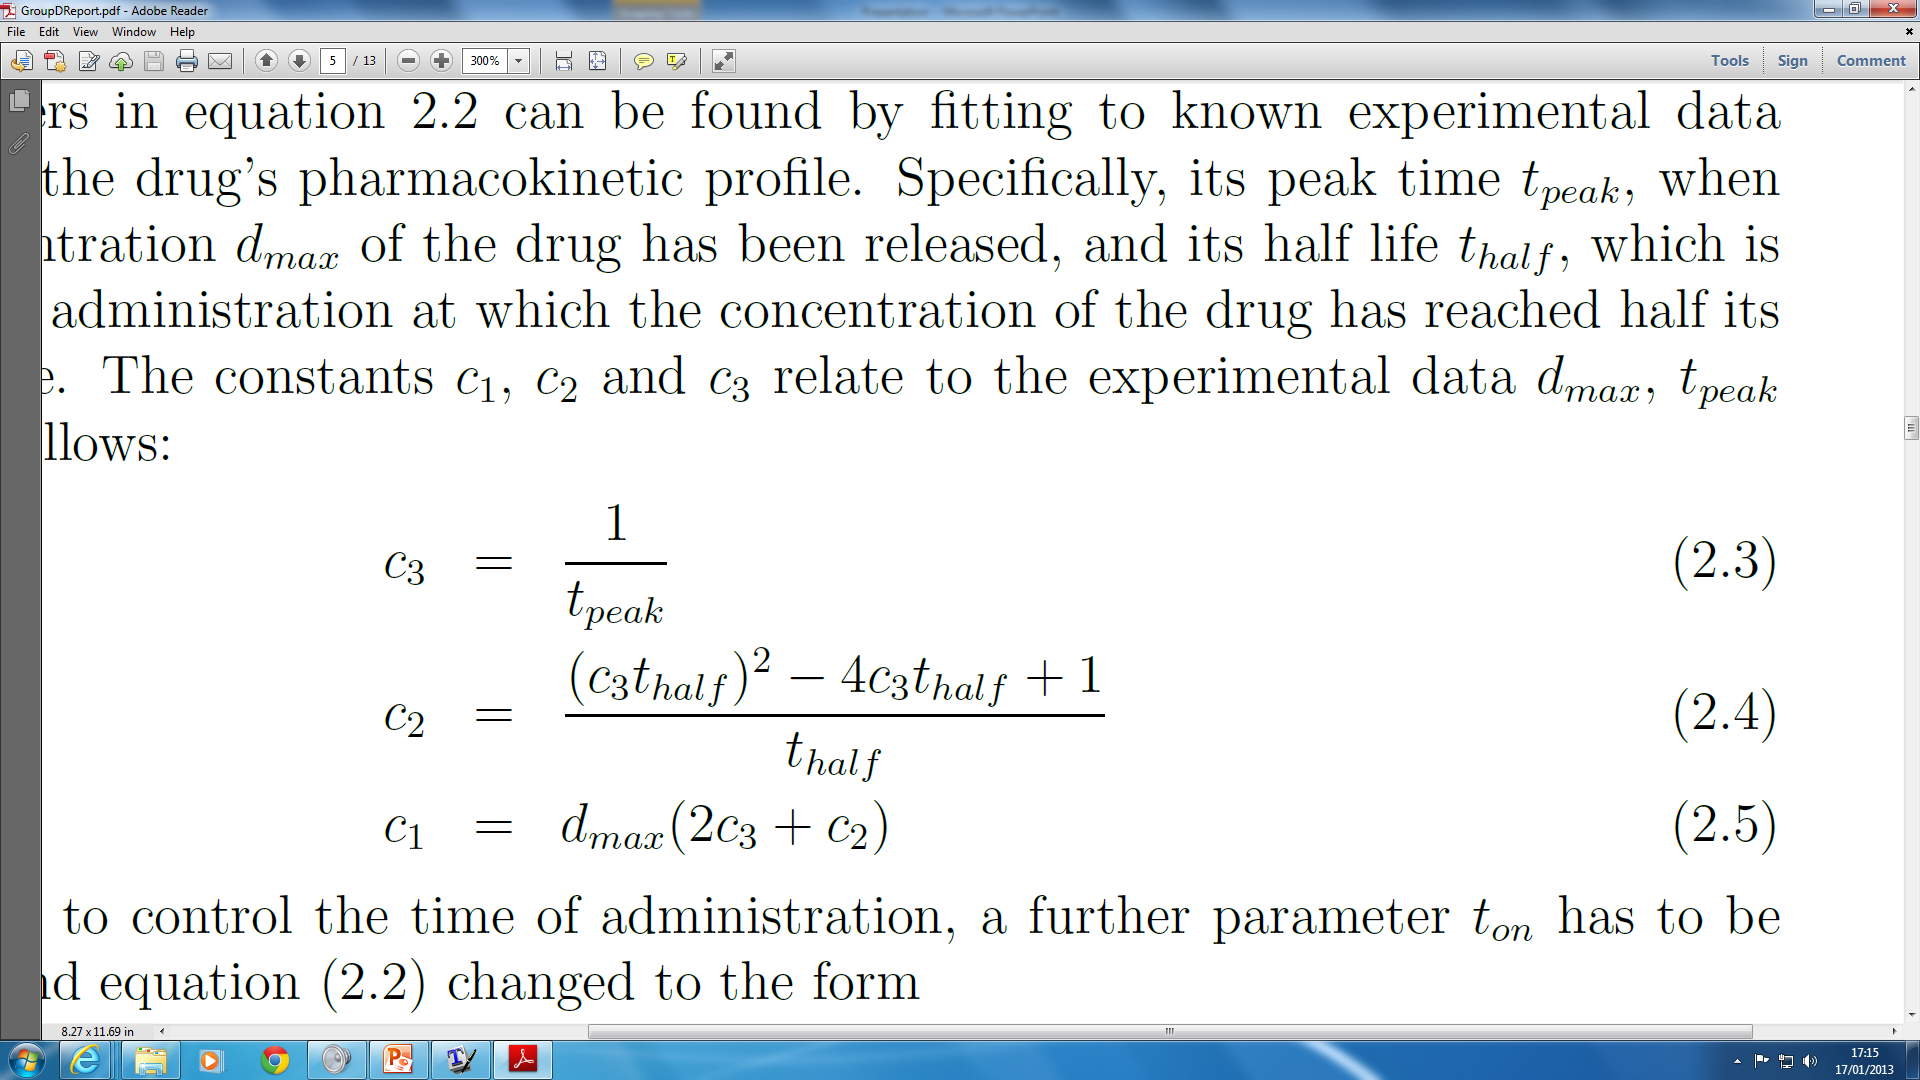 GroupDReport.pdf - Adobe Reader
File Edit View Window Help
5 / 13 300% Tools Sign Comment
ers in equation 2.2 can be found by fitting to known experimental data
the drug's pharmacokinetic profile. Specifically, its peak time t_peak, when
ntration d_max of the drug has been released, and its half life t_half, which is
administration at which the concentration of the drug has reached half its
e. The constants c_1, c_2 and c_3 relate to the experimental data d_max, t_peak
llows:
c_3 = 1 / t_peak (2.3)
c_2 = ((c_3 t_half)^2 − 4c_3 t_half + 1) / t_half (2.4)
c_1 = d_max(2c_3 + c_2) (2.5)
to control the time of administration, a further parameter t_on has to be
nd equation (2.2) changed to the form
8.27 x 11.69 in
17:15
17/01/2013